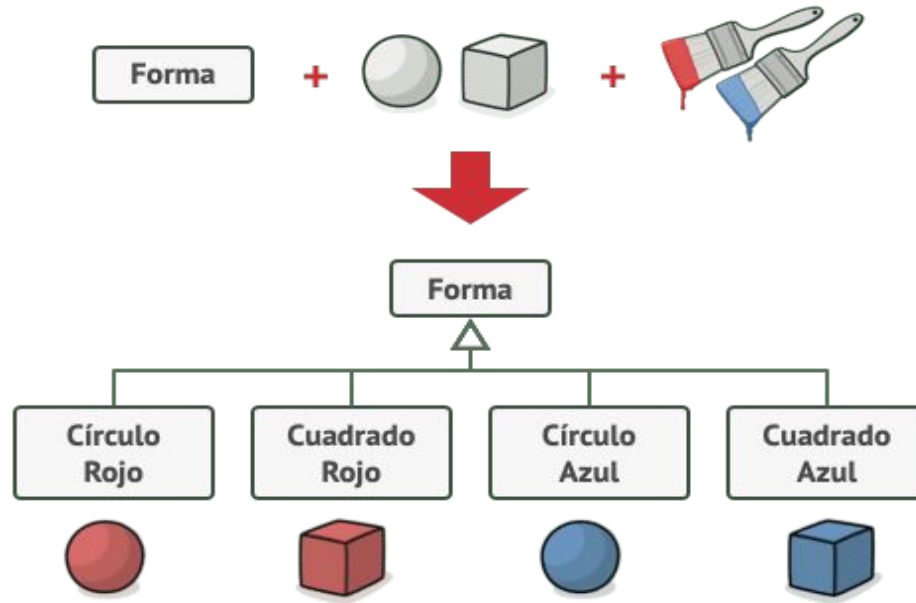 Forma
Forma
Círculo
Rojo
Cuadrado
Rojo
Círculo
Azul
Cuadrado
Azul